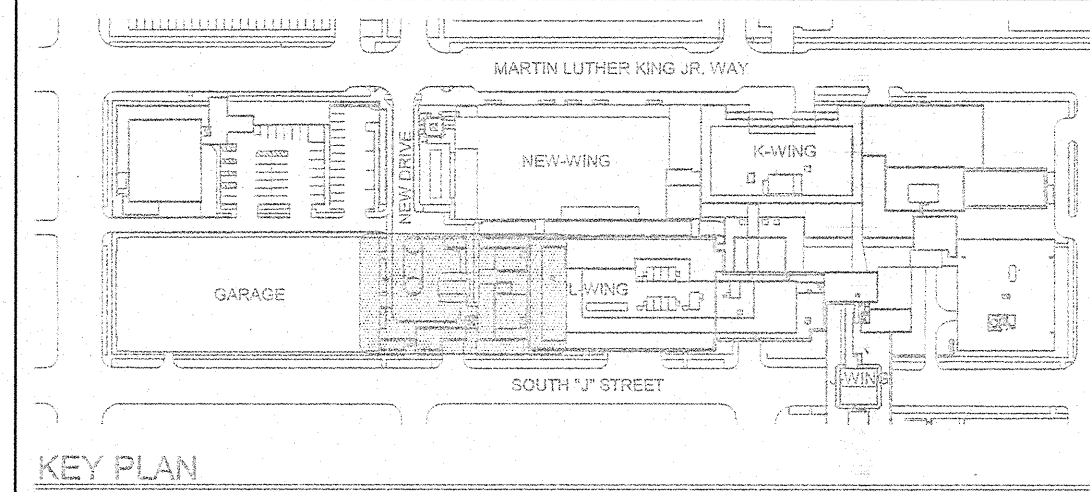 MARTIN LUTHER KING JR. WAY
NEW DRIVE
NEW-WING
K-WING
GARAGE
L-WING
SOUTH "J" STREET
WING
KEY PLAN